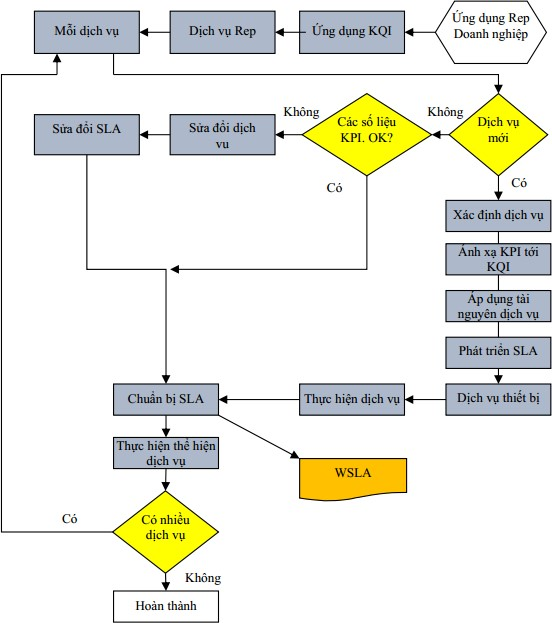 Mỗi dịch vụ
Dịch vụ Rep
Ứng dụng KQI
Ứng dụng Rep
Doanh nghiệp
Sửa đổi SLA
Sửa đổi dịch
vu
Không
Các số liệu
KPI. OK?
Không
Dịch vụ
mới
Có
Có
Xác định dịch vụ
Ánh xạ KPI tới
KQI
Áp dụng tài
nguyên dịch vụ
Phát triển SLA
Chuẩn bị SLA
Thực hiện dịch vụ
Dịch vụ thiết bị
Thực hiện thể hiện
dịch vụ
WSLA
Có
Có nhiều
dịch vụ
Không
Hoàn thành